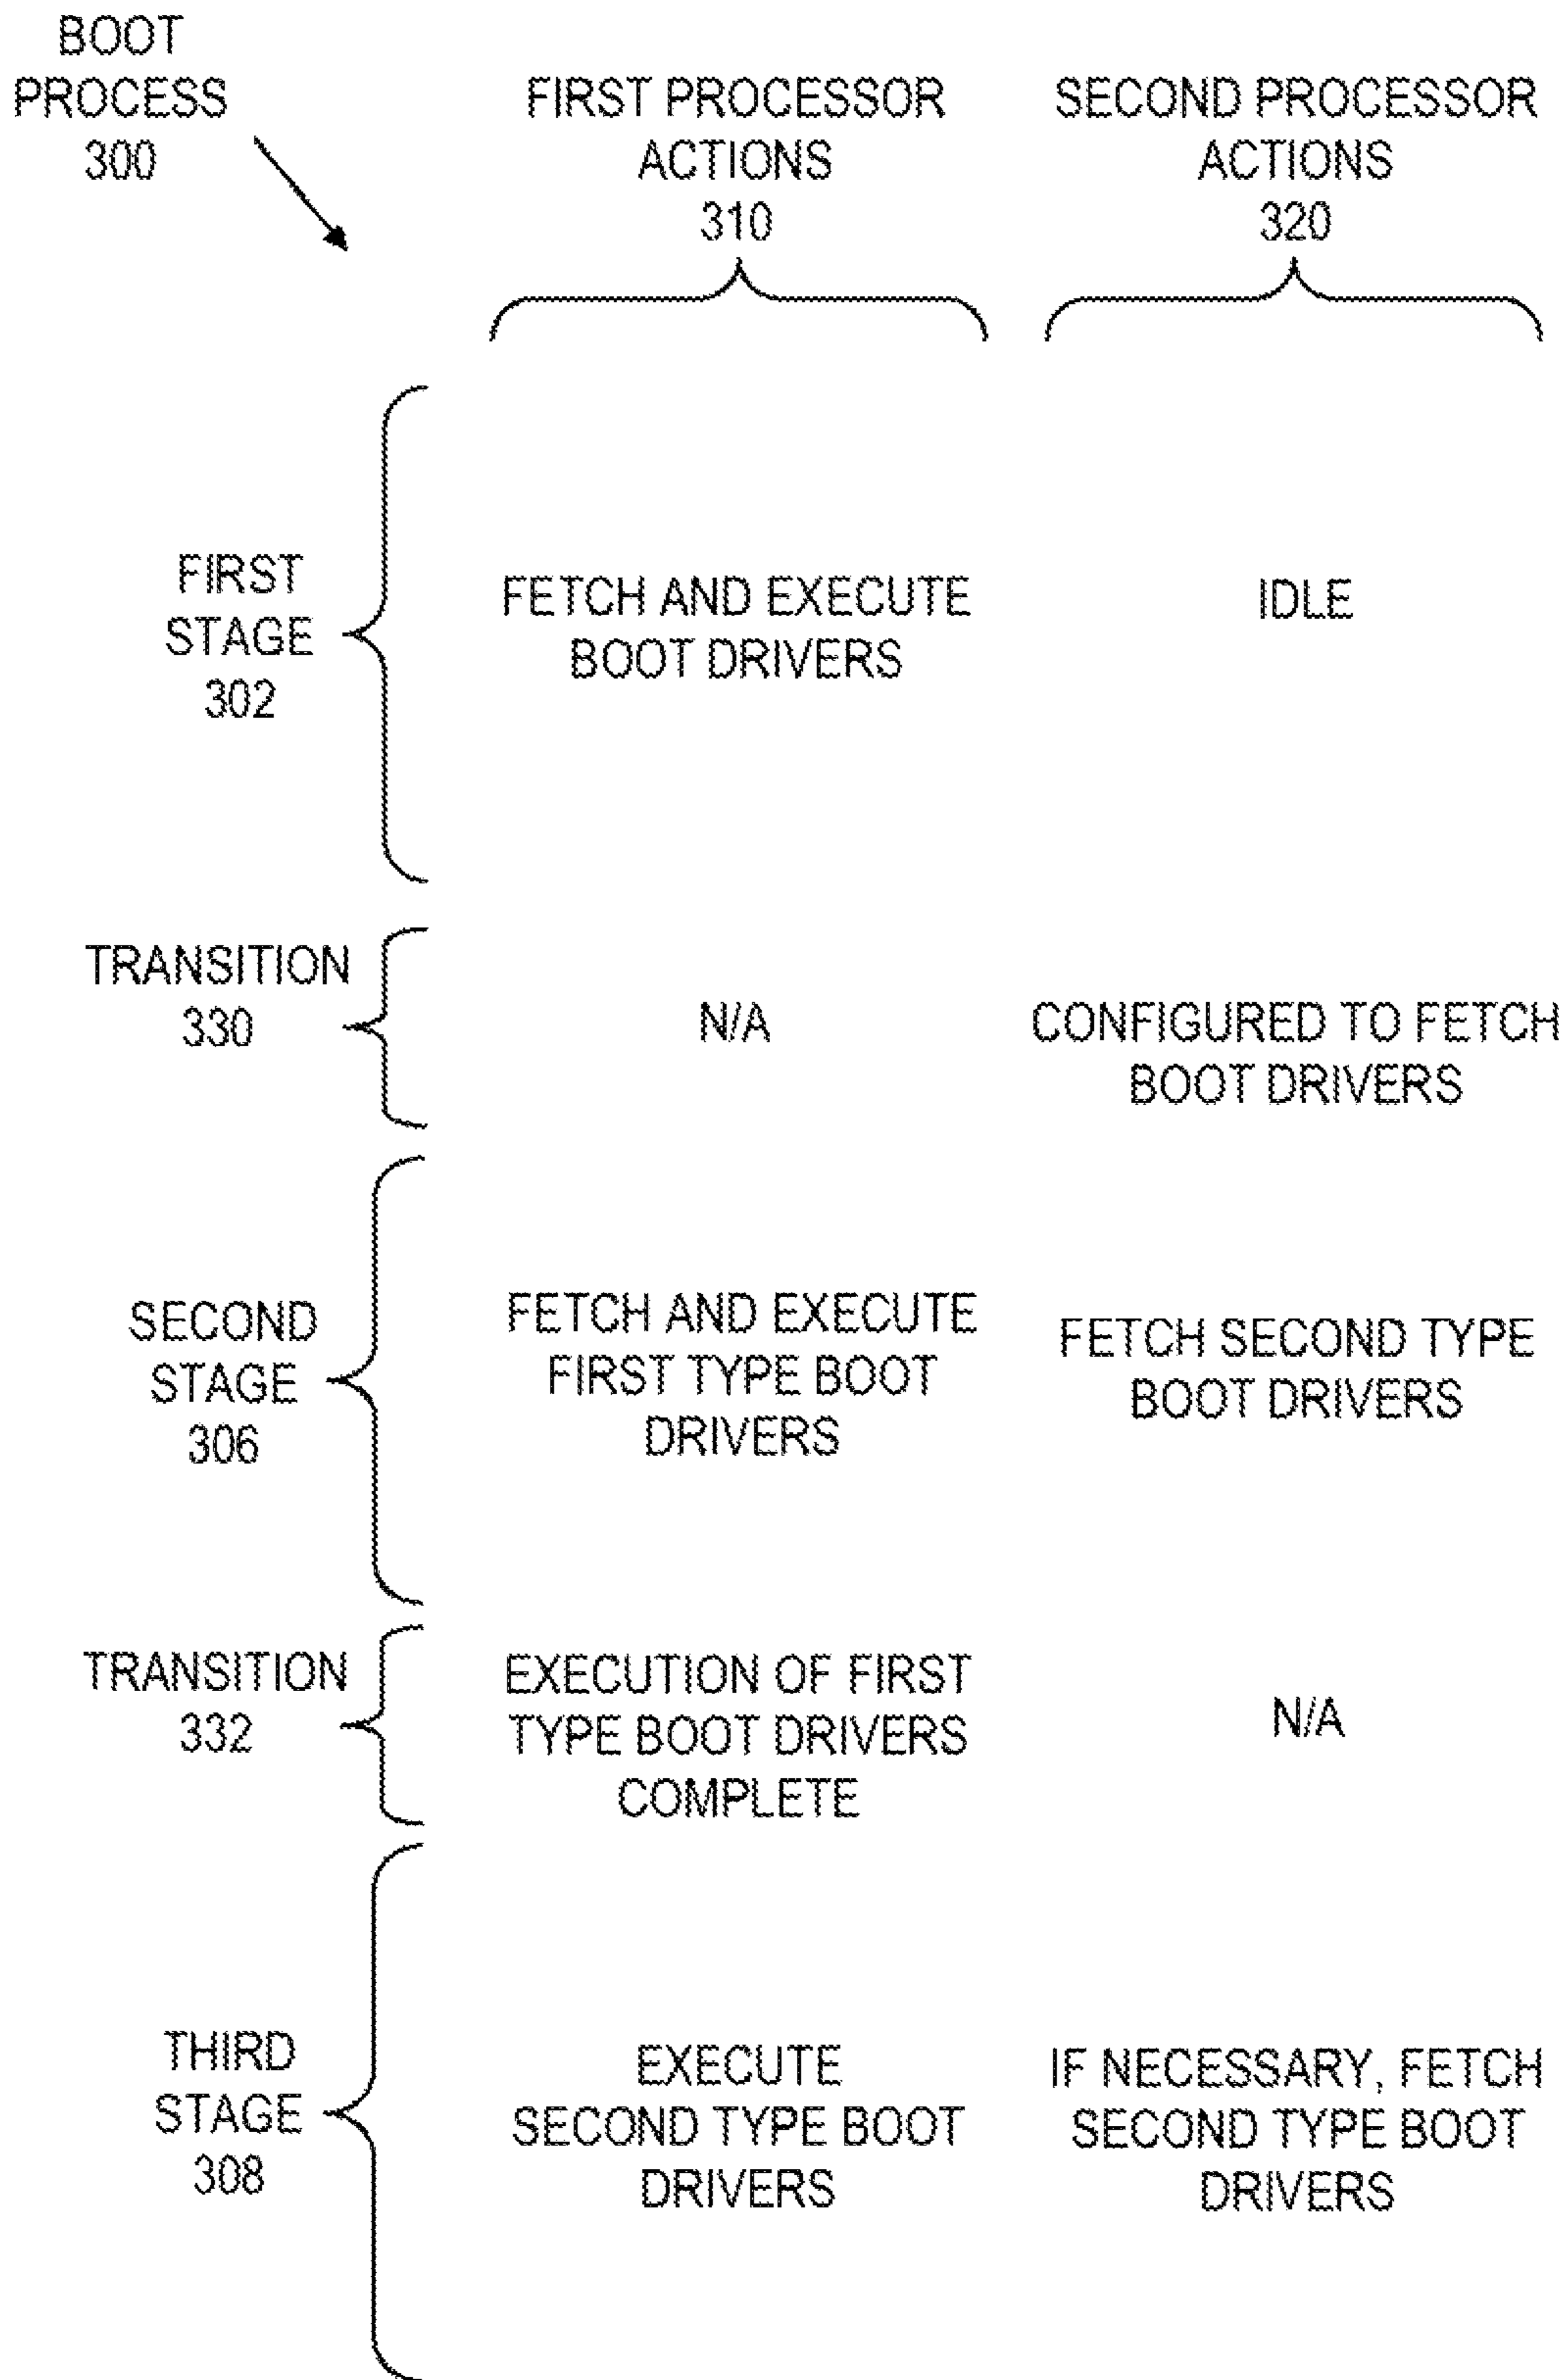 BOOT
PROCESS
300
FIRST PROCESSOR
ACTIONS
310
SECOND PROCESSOR
ACTIONS
320
FIRST
STAGE
302
FETCH AND EXECUTE
BOOT DRIVERS
IDLE
TRANSITION
330
N/A
CONFIGURED TO FETCH
BOOT DRIVERS
SECOND
STAGE
306
FETCH AND EXECUTE
FIRST TYPE BOOT
DRIVERS
FETCH SECOND TYPE
BOOT DRIVERS
TRANSITION
332
EXECUTION OF FIRST
TYPE BOOT DRIVERS
COMPLETE
N/A
THIRD
STAGE
308
EXECUTE
SECOND TYPE BOOT
DRIVERS
IF NECESSARY, FETCH
SECOND TYPE BOOT
DRIVERS